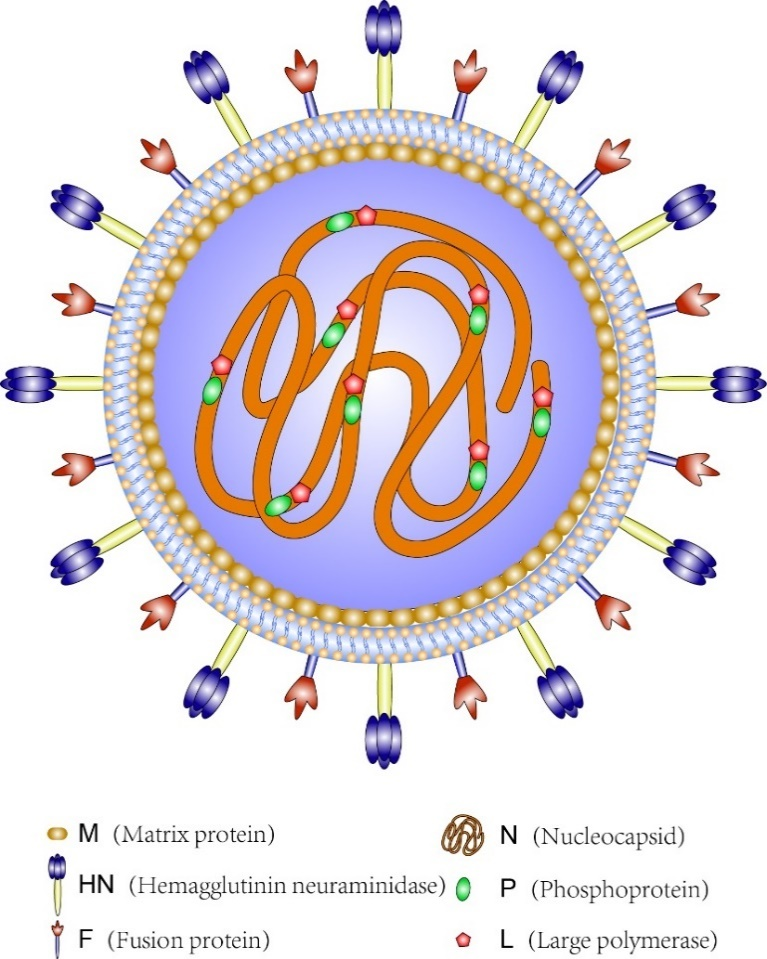 M (Matrix protein)
HN (Hemagglutinin neuraminidase)
F (Fusion protein)
N (Nucleocapsid)
P (Phosphoprotein)
L (Large polymerase)